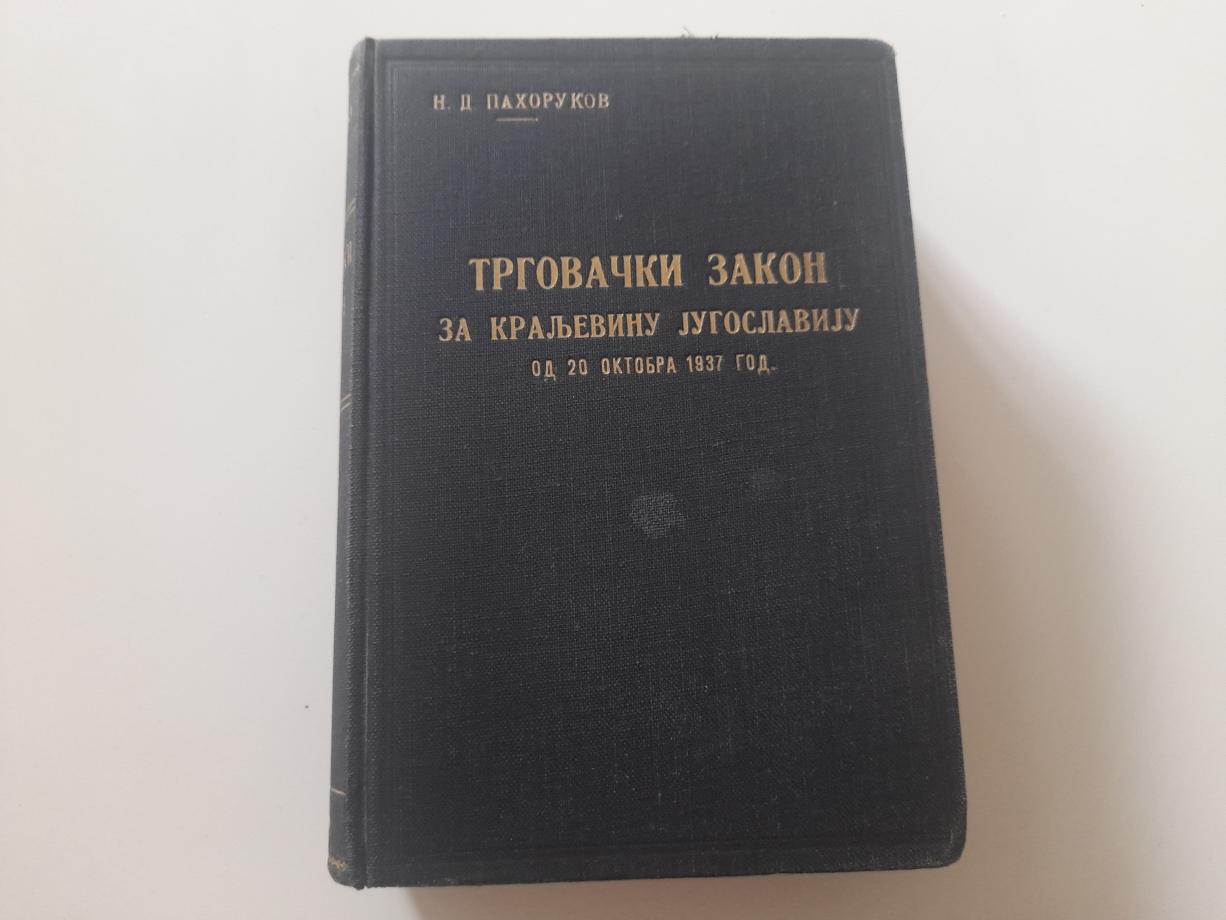 Н. Д ПАХОРУКОВ
ТРГОВАЧКИ ЗАКОН
ЗА КРАЉЕВИНУ ЈУГОСЛАВИЈУ
ОД 20 ОКТОБРА 1937 ГОД.